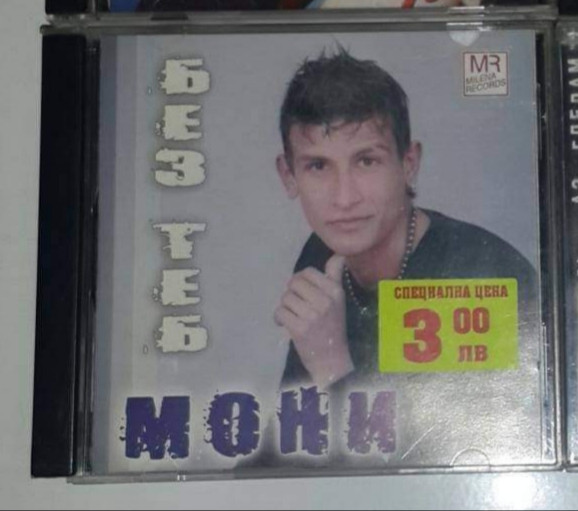 БЕЗ ТЕБ
MR
MILENA
RECORDS
СПЕЦИАЛНА ЦЕНА
3 00
ЛВ
МОНИ